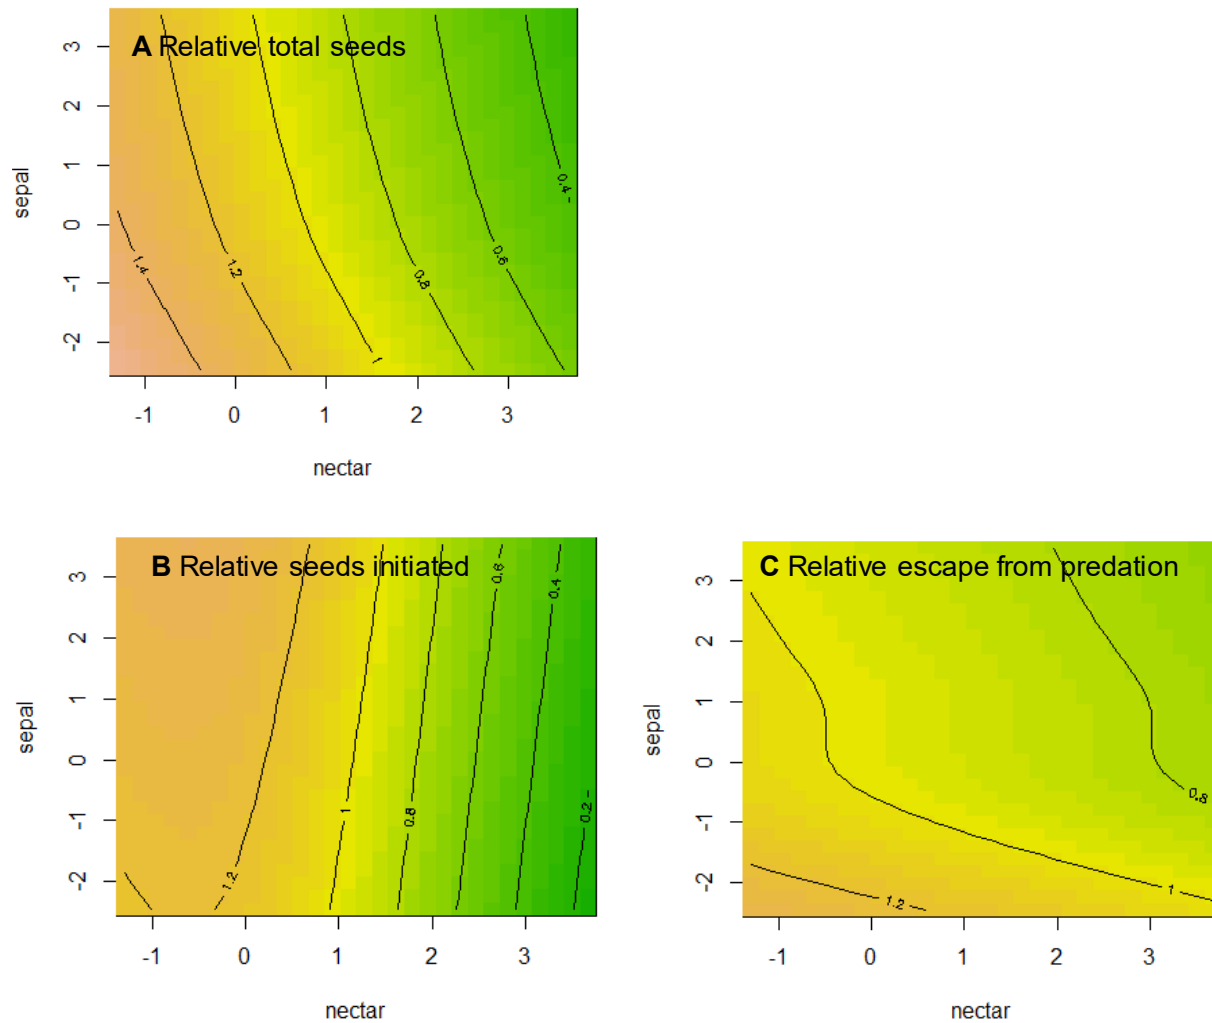 A Relative total seeds
3
2
1
0
-1
-2
sepal
1.4
1.2
1
0.8
0.6
0.4
-1 0 1 2 3
nectar
B Relative seeds initiated
3
2
1
0
-1
-2
sepal
1.2
1
0.8
0.6
0.4
0.2
-1 0 1 2 3
nectar
C Relative escape from predation
3
2
1
0
-1
-2
sepal
1.2
1
0.8
-1 0 1 2 3
nectar